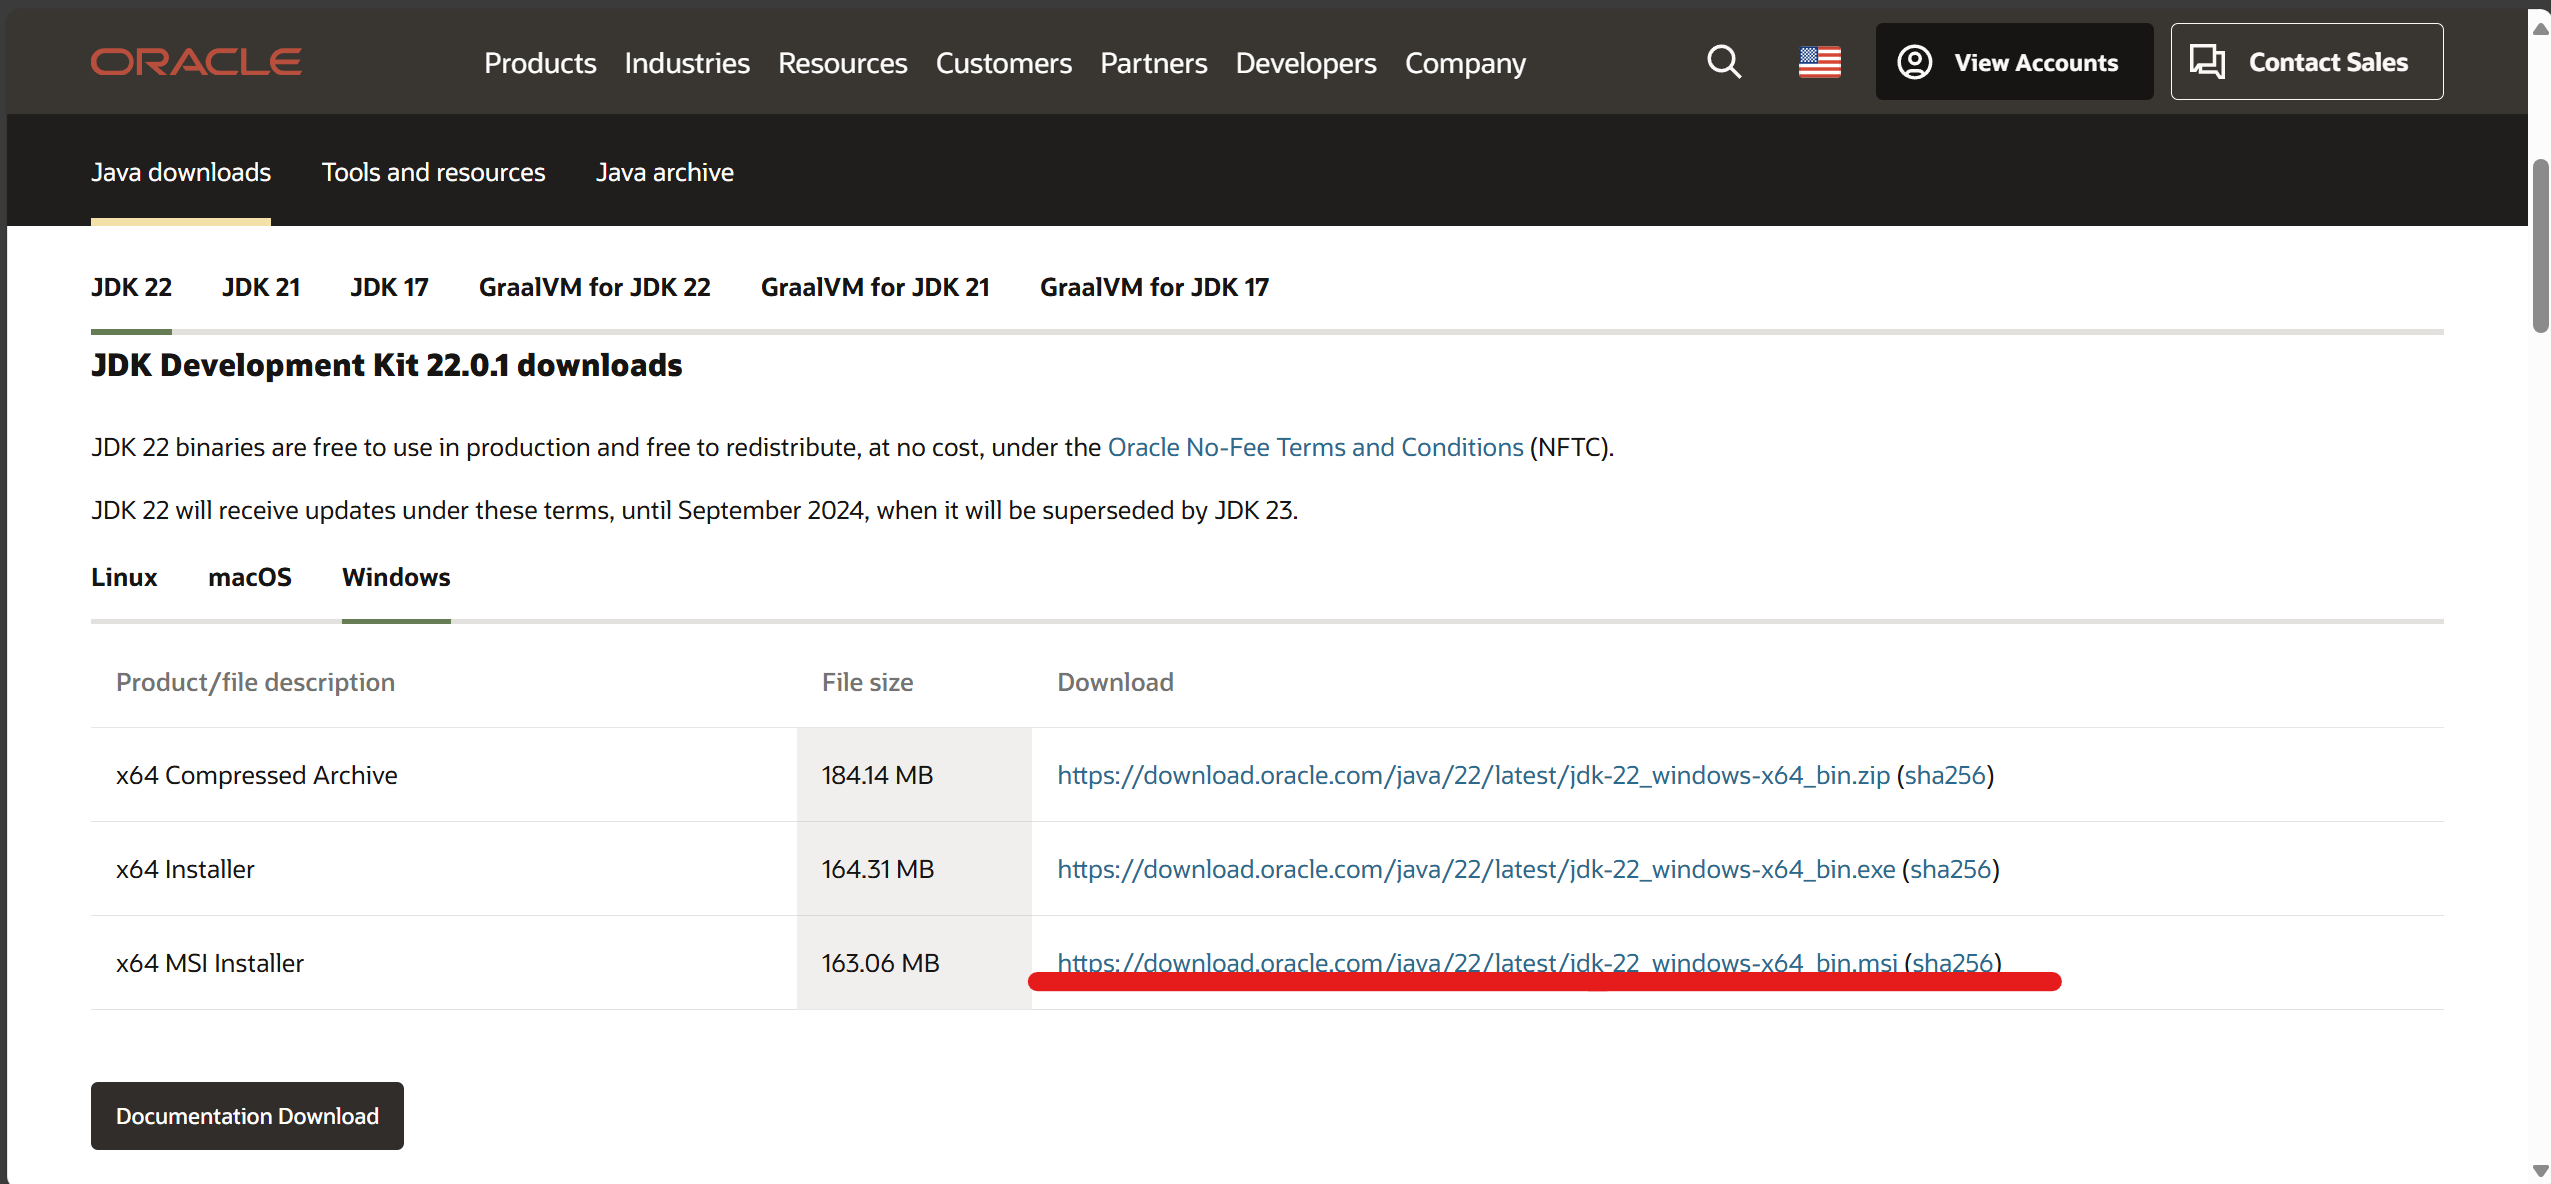 ORACLE Products Industries Resources Customers Partners Developers Company View Accounts Contact Sales
Java downloads Tools and resources Java archive
JDK 22 JDK 21 JDK 17 GraalVM for JDK 22 GraalVM for JDK 21 GraalVM for JDK 17
JDK Development Kit 22.0.1 downloads
JDK 22 binaries are free to use in production and free to redistribute, at no cost, under the Oracle No-Fee Terms and Conditions (NFTC).
JDK 22 will receive updates under these terms, until September 2024, when it will be superseded by JDK 23.
Linux macOS Windows
Product/file description File size Download
x64 Compressed Archive 184.14 MB https://download.oracle.com/java/22/latest/jdk-22_windows-x64_bin.zip (sha256)
x64 Installer 164.31 MB https://download.oracle.com/java/22/latest/jdk-22_windows-x64_bin.exe (sha256)
x64 MSI Installer 163.06 MB https://download.oracle.com/java/22/latest/jdk-22_windows-x64_bin.msi (sha256)
Documentation Download